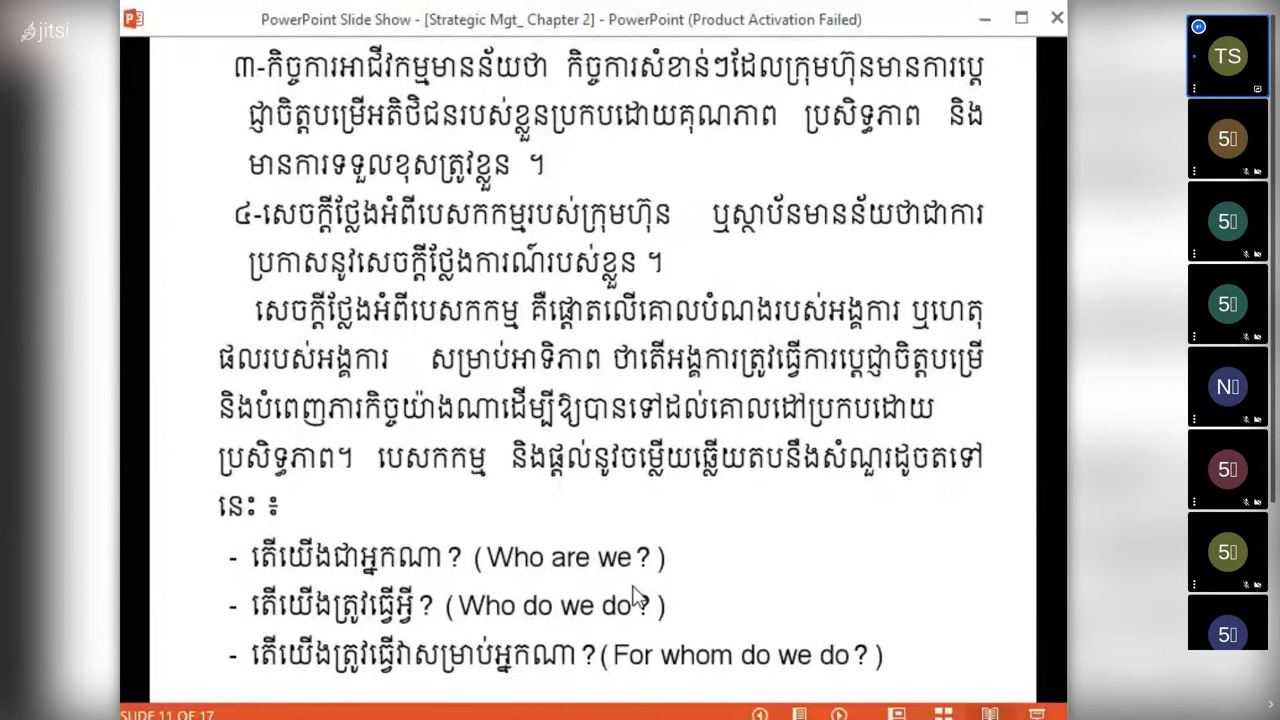 jitsi
PowerPoint Slide Show - [Strategic Mgt_ Chapter 2] - PowerPoint (Product Activation Failed)
៣-កិច្ចការអាជីវកម្មមានន័យថា កិច្ចការសំខាន់ៗដែលក្រុមហ៊ុនមានការប្តេ
ជ្ញាចិត្តបម្រើអតិថិជនរបស់ខ្លួនប្រកបដោយគុណភាព ប្រសិទ្ធភាព និង
មានការទទួលខុសត្រូវខ្លួន ។
៤-សេចក្តីថ្លែងអំពីបេសកកម្មរបស់ក្រុមហ៊ុន ឬស្ថាប័នមានន័យថាជាការ
ប្រកាសនូវសេចក្តីថ្លែងការណ៍របស់ខ្លួន ។
សេចក្តីថ្លែងអំពីបេសកកម្ម គឺផ្តោតលើគោលបំណងរបស់អង្គការ ឬហេតុ
ផលរបស់អង្គការ សម្រាប់អាទិភាព ថាតើអង្គការត្រូវធ្វើការប្តេជ្ញាចិត្តបម្រើ
និងបំពេញភារកិច្ចយ៉ាងណាដើម្បីឱ្យបានទៅដល់គោលដៅប្រកបដោយ
ប្រសិទ្ធភាព។ បេសកកម្ម និងផ្តល់នូវចម្លើយឆ្លើយតបនឹងសំណួរដូចតទៅ
នេះ ៖
- តើយើងជាអ្នកណា? (Who are we?)
- តើយើងត្រូវធ្វើអ្វី? (Who do we do?)
- តើយើងត្រូវធ្វើវាសម្រាប់អ្នកណា?(For whom do we do?)
SLIDE 11 OF 17
TS
5
5
5
N
5
5
5